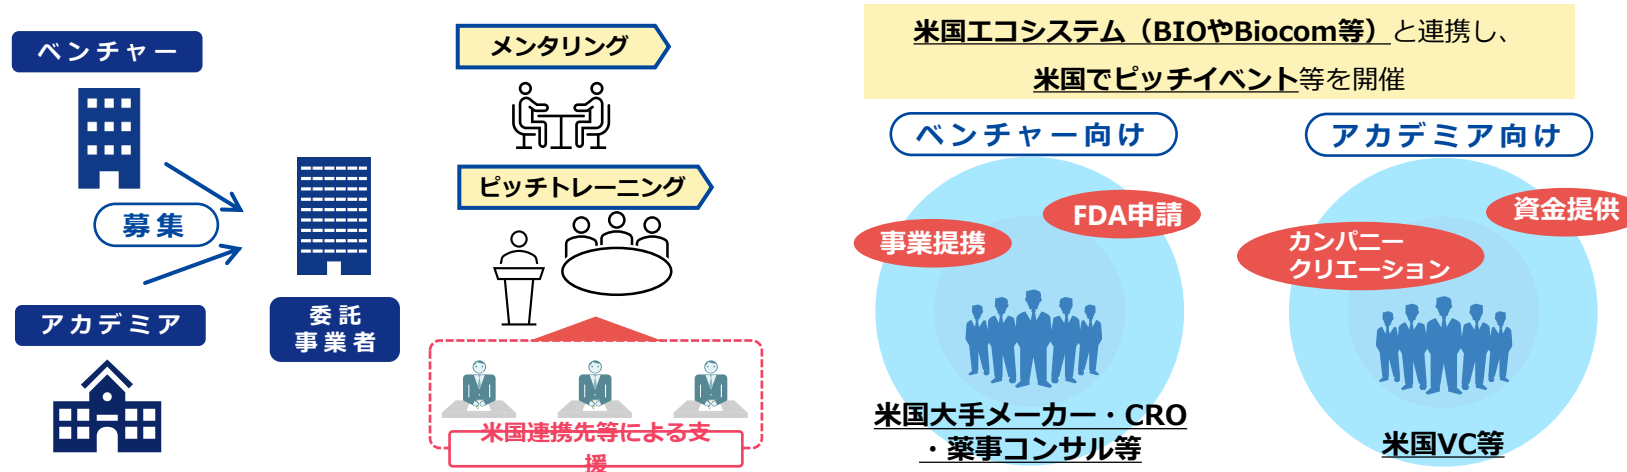 ベンチャー
募集
アカデミア
委託
事業者
メンタリング
ピッチトレーニング
米国連携先等による支
援
米国エコシステム（BIOやBiocom等）と連携し、
米国でピッチイベント等を開催
ベンチャー向け
FDA申請
事業提携
米国大手メーカー・CRO
・薬事コンサル等
アカデミア向け
資金提供
カンパニー
クリエーション
米国VC等